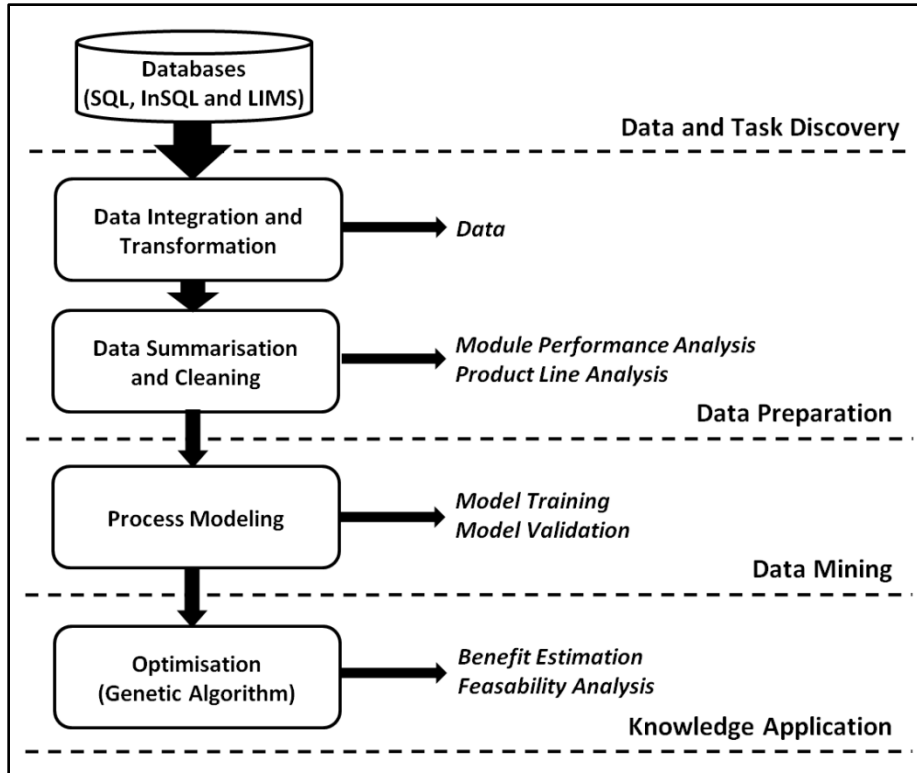 Databases
(SQL, InSQL and LIMS)
Data and Task Discovery
Data Integration and
Transformation
Data
Data Summarisation
and Cleaning
Module Performance Analysis
Product Line Analysis
Data Preparation
Process Modeling
Model Training
Model Validation
Data Mining
Optimisation
(Genetic Algorithm)
Benefit Estimation
Feasability Analysis
Knowledge Application